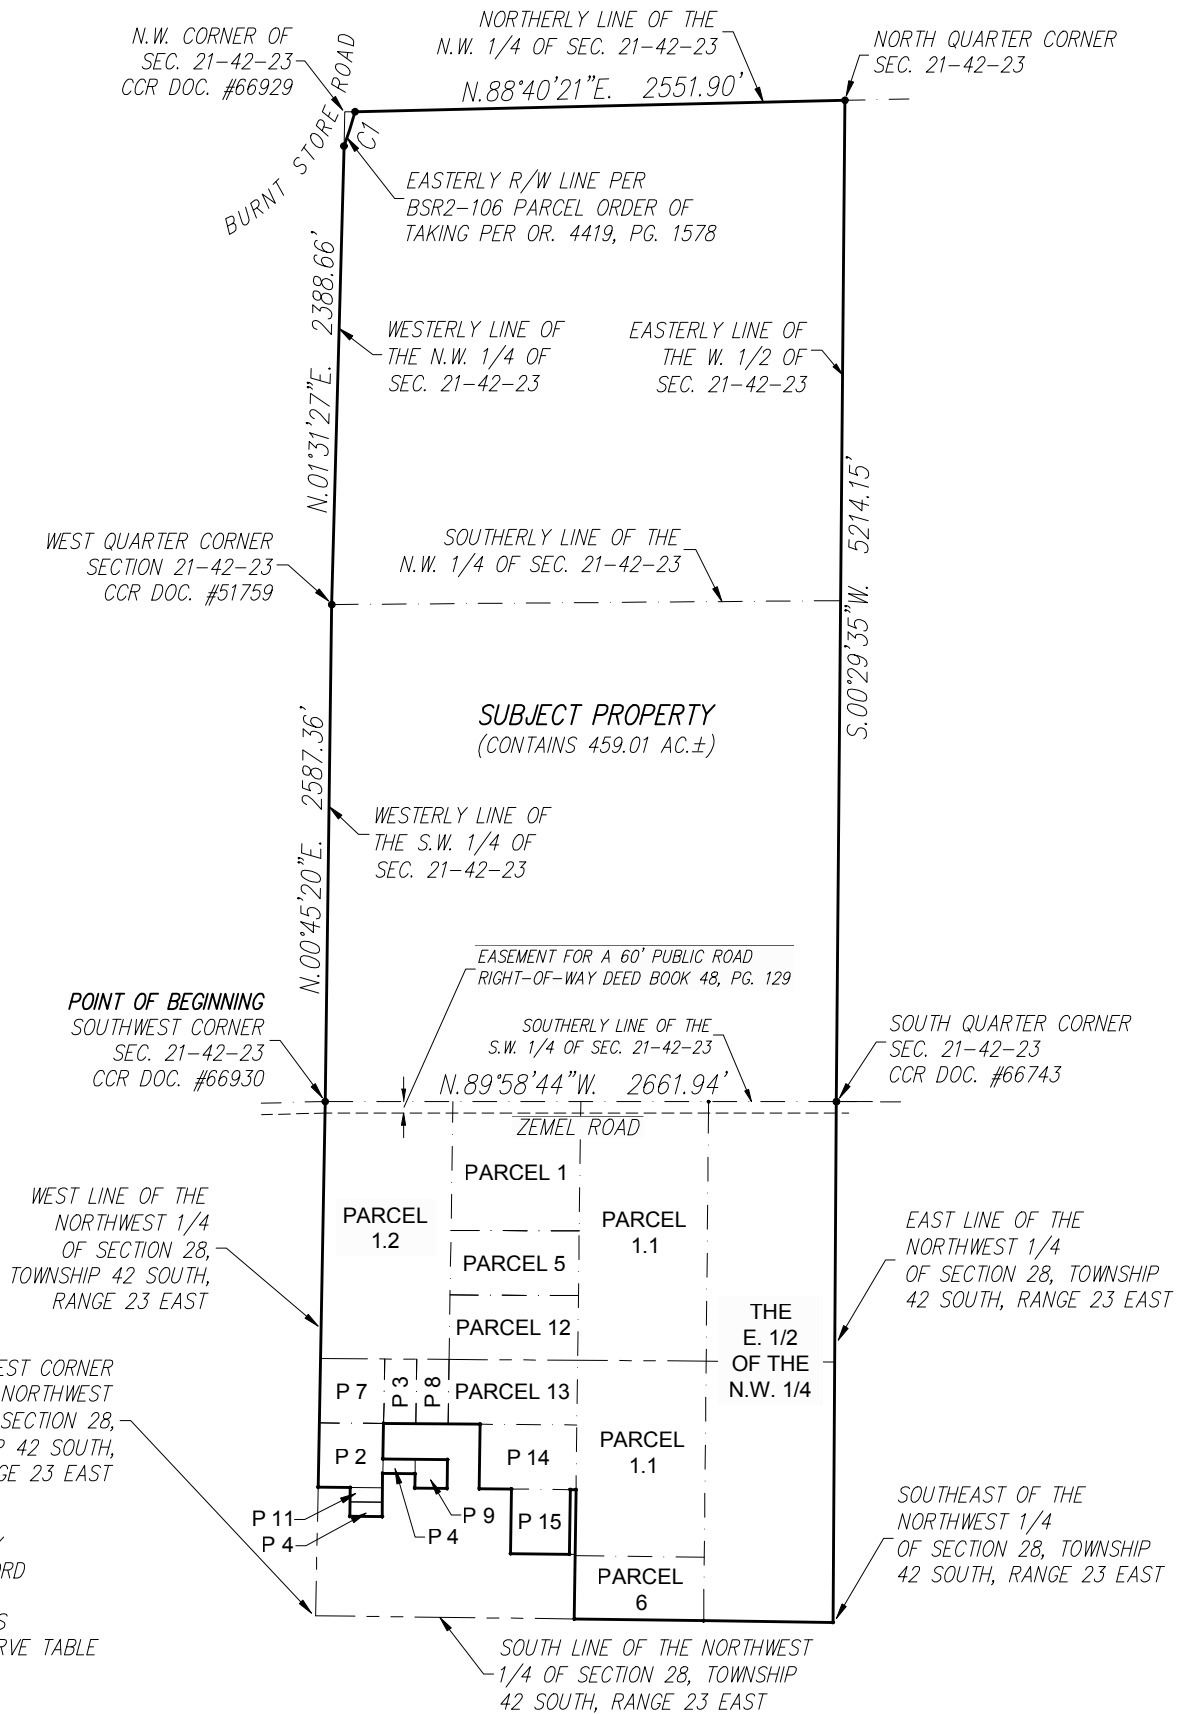 NORTHERLY LINE OF THE
N.W. 1/4 OF SEC. 21-42-23
N.W. CORNER OF
SEC. 21-42-23
CCR DOC. #66929
NORTH QUARTER CORNER
SEC. 21-42-23
N.88°40'21"E. 2551.90'
BURNT STORE ROAD
C1
EASTERLY R/W LINE PER
BSR2-106 PARCEL ORDER OF
TAKING PER OR. 4419, PG. 1578
N.01°31'27"E. 2388.66'
WESTERLY LINE OF
THE N.W. 1/4 OF
SEC. 21-42-23
EASTERLY LINE OF
THE W. 1/2 OF
SEC. 21-42-23
S.00°29'35"W. 5214.15'
WEST QUARTER CORNER
SECTION 21-42-23
CCR DOC. #51759
SOUTHERLY LINE OF THE
N.W. 1/4 OF SEC. 21-42-23
SUBJECT PROPERTY
(CONTAINS 459.01 AC.±)
N.00°45'20"E. 2587.36'
WESTERLY LINE OF
THE S.W. 1/4 OF
SEC. 21-42-23
EASEMENT FOR A 60' PUBLIC ROAD
RIGHT-OF-WAY DEED BOOK 48, PG. 129
POINT OF BEGINNING
SOUTHWEST CORNER
SEC. 21-42-23
CCR DOC. #66930
SOUTHERLY LINE OF THE
S.W. 1/4 OF SEC. 21-42-23
SOUTH QUARTER CORNER
SEC. 21-42-23
CCR DOC. #66743
N.89°58'44"W. 2661.94'
ZEMEL ROAD
WEST LINE OF THE
NORTHWEST 1/4
OF SECTION 28,
TOWNSHIP 42 SOUTH,
RANGE 23 EAST
PARCEL
1.2
PARCEL 1
PARCEL 5
PARCEL 12
PARCEL
1.1
EAST LINE OF THE
NORTHWEST 1/4
OF SECTION 28, TOWNSHIP
42 SOUTH, RANGE 23 EAST
THE
E. 1/2
OF THE
N.W. 1/4
EST CORNER
NORTHWEST
SECTION 28,
P 42 SOUTH,
GE 23 EAST
P 7
P 3
P 8
PARCEL 13
P 2
P 14
PARCEL
1.1
P 11
P 4
P 4
P 9
P 15
PARCEL
6
SOUTHEAST OF THE
NORTHWEST 1/4
OF SECTION 28, TOWNSHIP
42 SOUTH, RANGE 23 EAST
ORD
S
RVE TABLE
SOUTH LINE OF THE NORTHWEST
1/4 OF SECTION 28, TOWNSHIP
42 SOUTH, RANGE 23 EAST